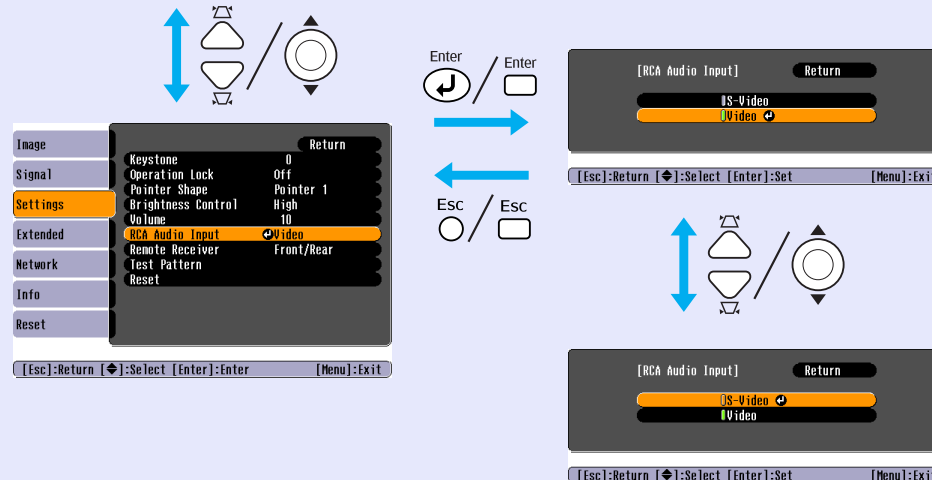 Image
Signal
Settings
Extended
Network
Info
Reset
Return
Keystone 0
Operation Lock Off
Pointer Shape Pointer 1
Brightness Control High
Volume 10
RCA Audio Input Video
Remote Receiver Front/Rear
Test Pattern
Reset
[Esc]:Return [◆]:Select [Enter]:Enter [Menu]:Exit
Enter
Enter
Esc
Esc
[RCA Audio Input] Return
S-Video
Video
[Esc]:Return [◆]:Select [Enter]:Set [Menu]:Exit
[RCA Audio Input] Return
S-Video
Video
[Esc]:Return [◆]:Select [Enter]:Set [Menu]:Exit